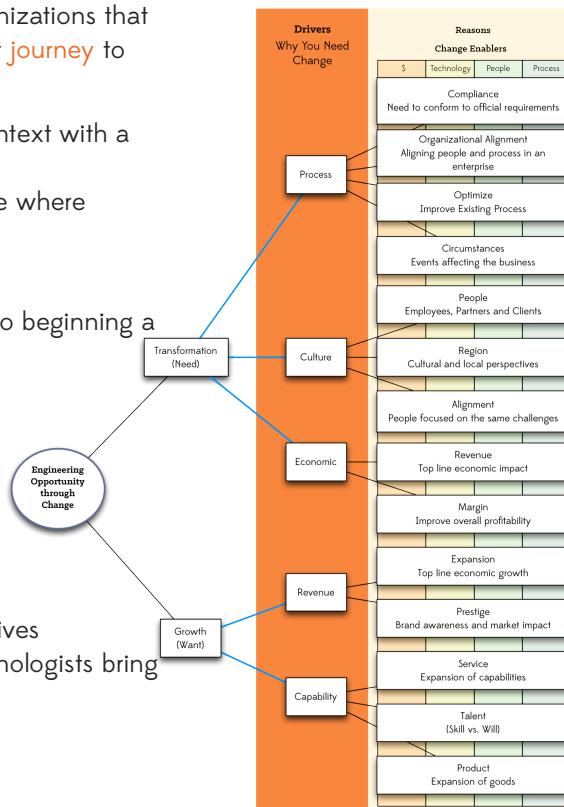 nizations that
journey to
ntext with a
e where
o beginning a
ives
nologists bring
Engineering
Opportunity
through
Change
Transformation
(Need)
Growth
(Want)
Drivers
Why You Need
Change
Process
Culture
Economic
Revenue
Capability
Reasons
Change Enablers
$ Technology People Process
Compliance
Need to conform to official requirements
Organizational Alignment
Aligning people and process in an
enterprise
Optimize
Improve Existing Process
Circumstances
Events affecting the business
People
Employees, Partners and Clients
Region
Cultural and local perspectives
Alignment
People focused on the same challenges
Revenue
Top line economic impact
Margin
Improve overall profitability
Expansion
Top line economic growth
Prestige
Brand awareness and market impact
Service
Expansion of capabilities
Talent
(Skill vs. Will)
Product
Expansion of goods